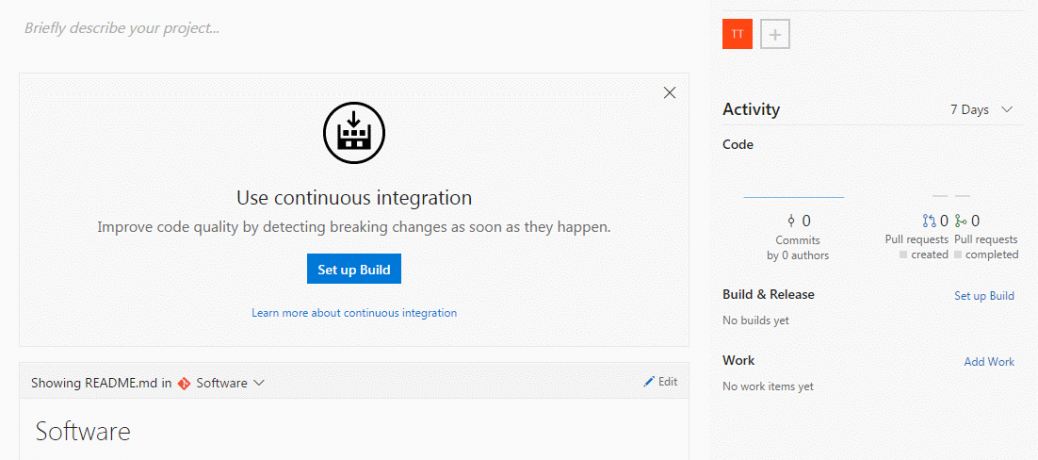 Briefly describe your project...
Use continuous integration
Improve code quality by detecting breaking changes as soon as they happen.
Set up Build
Learn more about continuous integration
Showing README.md in Software
Edit
Software
TT
Activity
7 Days
Code
0
Commits
by 0 authors
0
Pull requests
created
0
Pull requests
completed
Build & Release
Set up Build
No builds yet
Work
Add Work
No work items yet